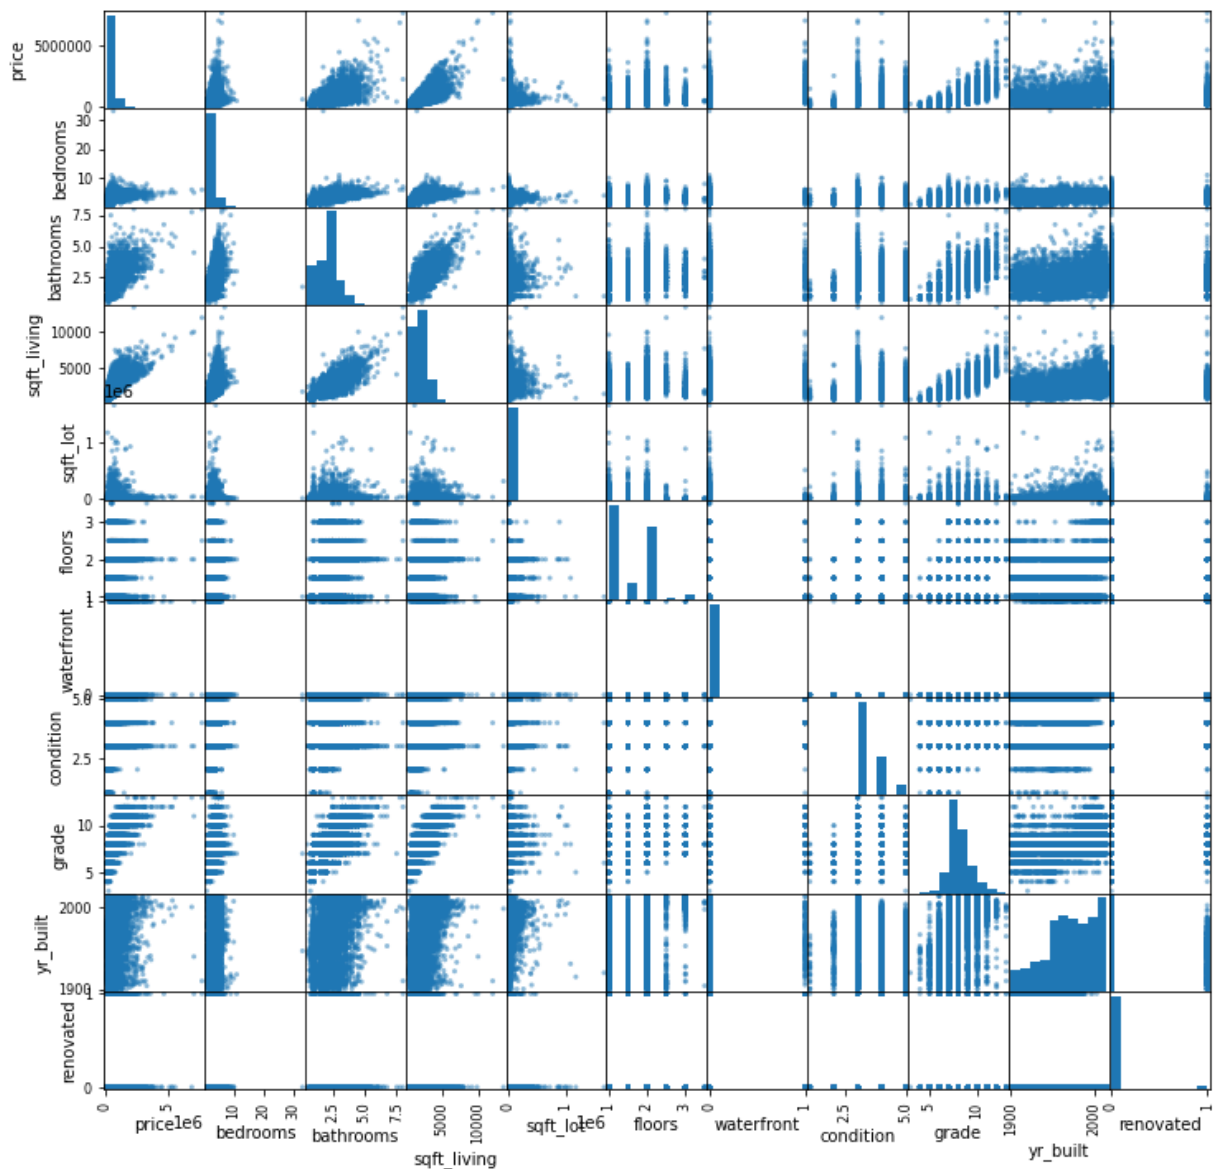 price
5000000
0
bedrooms
30
20
10
bathrooms
7.5
5.0
2.5
sqft_living
10000
5000
1e6
sqft_lot
1
0
floors
3
2
1
waterfront
1
0
condition
5.0
2.5
grade
10
5
yr_built
2000
1900
renovated
1
0
0 5 10 20 30 2.5 5.0 7.5 5000 10000 0 1 1 2 3 0 1 2.5 5.0 5 10 1900 2000 0 1
price 1e6 bedrooms bathrooms sqft_living sqft_lot 1e6 floors waterfront condition grade yr_built renovated